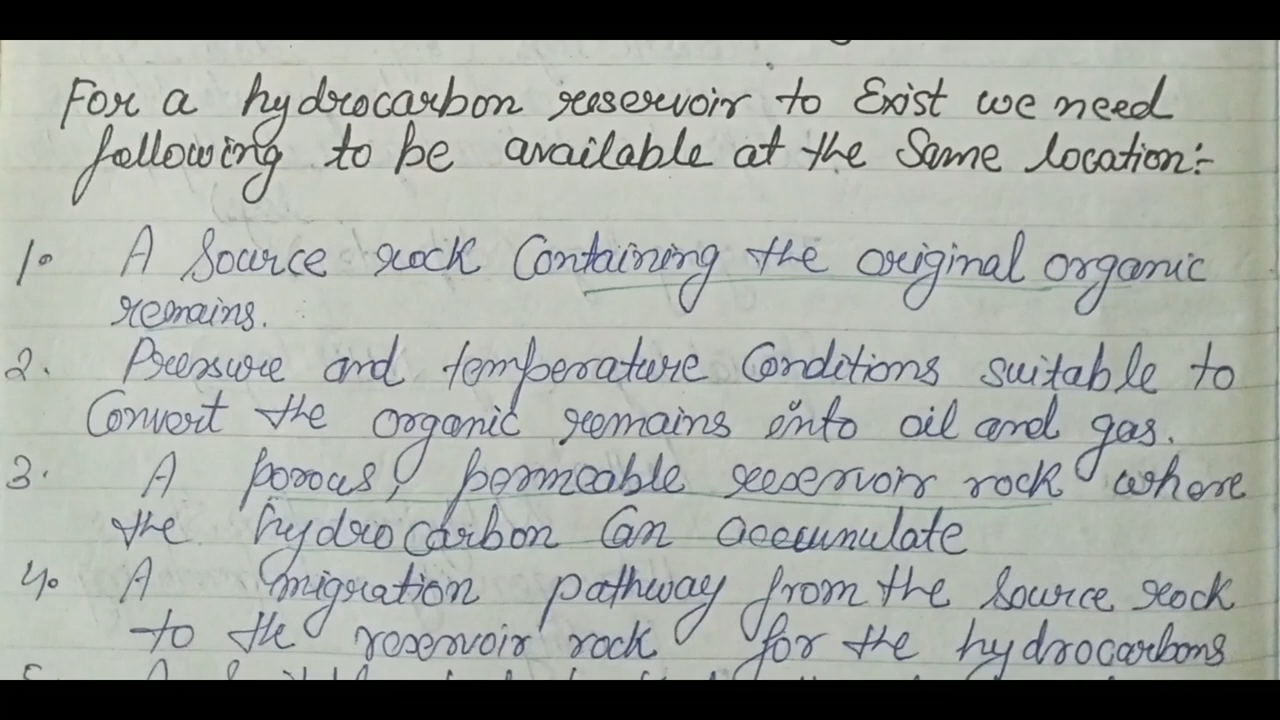 For a hydrocarbon reservoir to Exist we need
following to be available at the Same location:-
1. A Source rock Containing the original organic
remains.
2. Pressure and temperature Conditions suitable to
Convert the organic remains into oil and gas.
3. A porous, permeable reservoir rock where
the hydrocarbon Can accumulate
4. A migration pathway from the Source rock
to the reservoir rock for the hydrocarbons